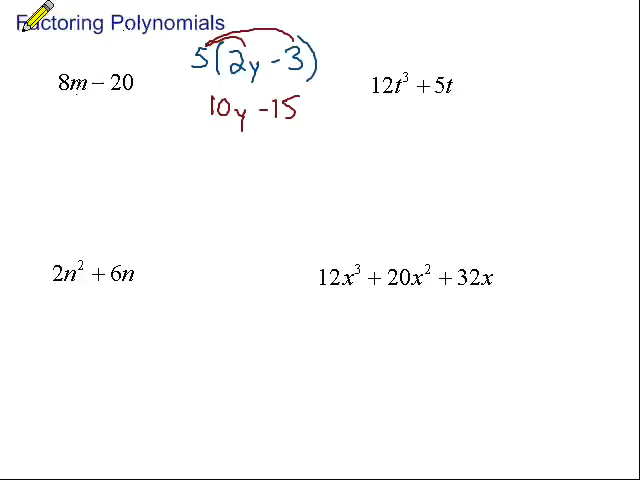 Factoring Polynomials
5(2y - 3)
8m - 20
12t³ + 5t
10y - 15
2n² + 6n
12x³ + 20x² + 32x